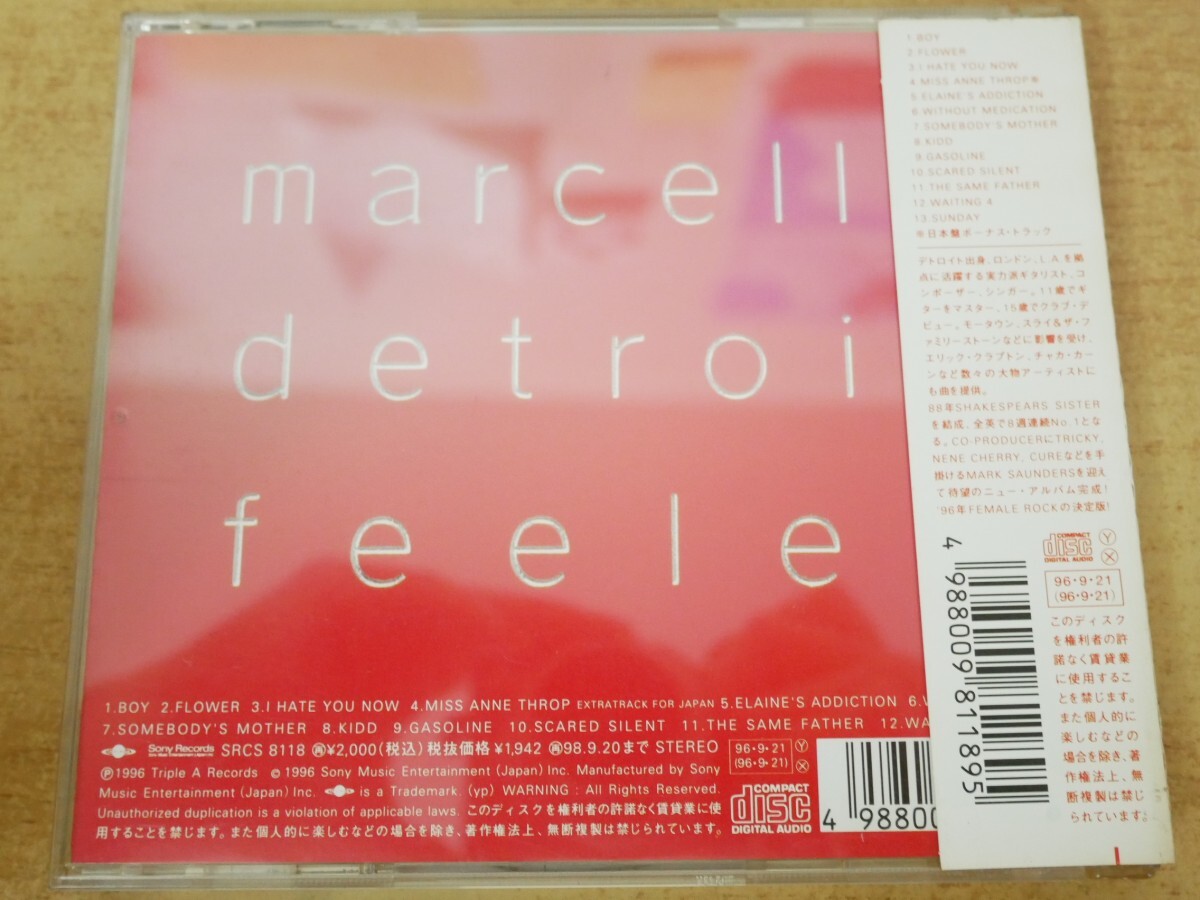 marcell
detroi
feele
1.BOY 2.FLOWER 3.I HATE YOU NOW 4.MISS ANNE THROP EXTRATRACK FOR JAPAN 5.ELAINE'S ADDICTION 6.
7.SOMEBODY'S MOTHER 8.KIDD 9.GASOLINE 10.SCARED SILENT 11.THE SAME FATHER 12.WA
Sony Records SRCS 8118 ¥2,000(税込)税抜価格 ¥1,942 98.9.20まで STEREO
96・9・21 Y
(96・9・21) X
Ⓟ1996 Triple A Records ©1996 Sony Music Entertainment (Japan) Inc. Manufactured by Sony
Music Entertainment (Japan) Inc. is a Trademark. (yp) WARNING : All Rights Reserved.
Unauthorized duplication is a violation of applicable laws. このディスクを権利者の許諾なく賃貸業に使
用することを禁じます。また個人的に楽しむなどの場合を除き、著作権法上、無断複製は禁じられています。
COMPACT
disc
DIGITAL AUDIO
4 98800
1.BOY
2.FLOWER
3.I HATE YOU NOW
4.MISS ANNE THROP※
5.ELAINE'S ADDICTION
6.WITHOUT MEDICATION
7.SOMEBODY'S MOTHER
8.KIDD
9.GASOLINE
10.SCARED SILENT
11.THE SAME FATHER
12.WAITING 4
13.SUNDAY
※日本盤ボーナス・トラック
デトロイト出身、ロンドン、L.A.を拠
点に活躍する実力派ギタリスト、コ
ンポーザー、シンガー。11歳でギ
ターをマスター、15歳でクラブ・デ
ビュー。モータウン、スライ&ザ・フ
ァミリーストーンなどに影響を受け、
エリック・クラプトン、チャカ・カー
ンなど数々の大物アーティストに
も曲を提供。
88年SHAKESPEARS SISTER
を結成、全英で8週連続No.1とな
る。CO-PRODUCERにTRICKY,
NENE CHERRY, CUREなどを手
掛けるMARK SAUNDERSを迎え
て待望のニュー・アルバム完成!
'96年FEMALE ROCKの決定版!
COMPACT
disc
DIGITAL AUDIO
Y
X
96・9・21
(96・9・21)
このディスク
を権利者の許
諾なく賃貸業
に使用するこ
とを禁じます。
また個人的に
楽しむなどの
場合を除き、著
作権法上、無
断複製は禁じ
られています。
4 988009 811895